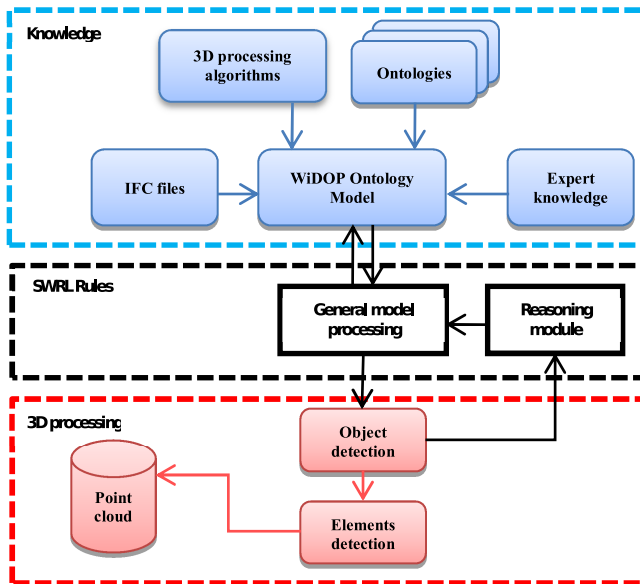 Knowledge
3D processing
algorithms
Ontologies
IFC files
WiDOP Ontology
Model
Expert
knowledge
SWRL Rules
General model
processing
Reasoning
module
3D processing
Object
detection
Point
cloud
Elements
detection